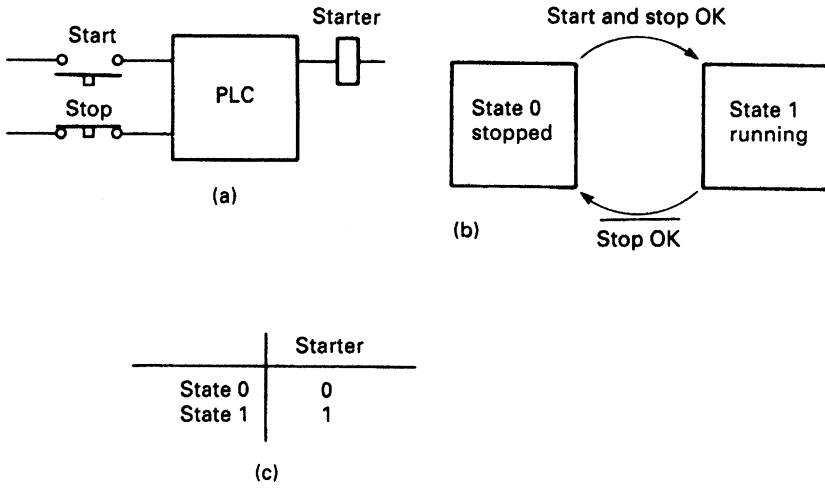 Start
Stop
PLC
Starter
(a)
Start and stop OK
State 0
stopped
State 1
running
Stop OK
(b)
Starter
State 0 0
State 1 1
(c)